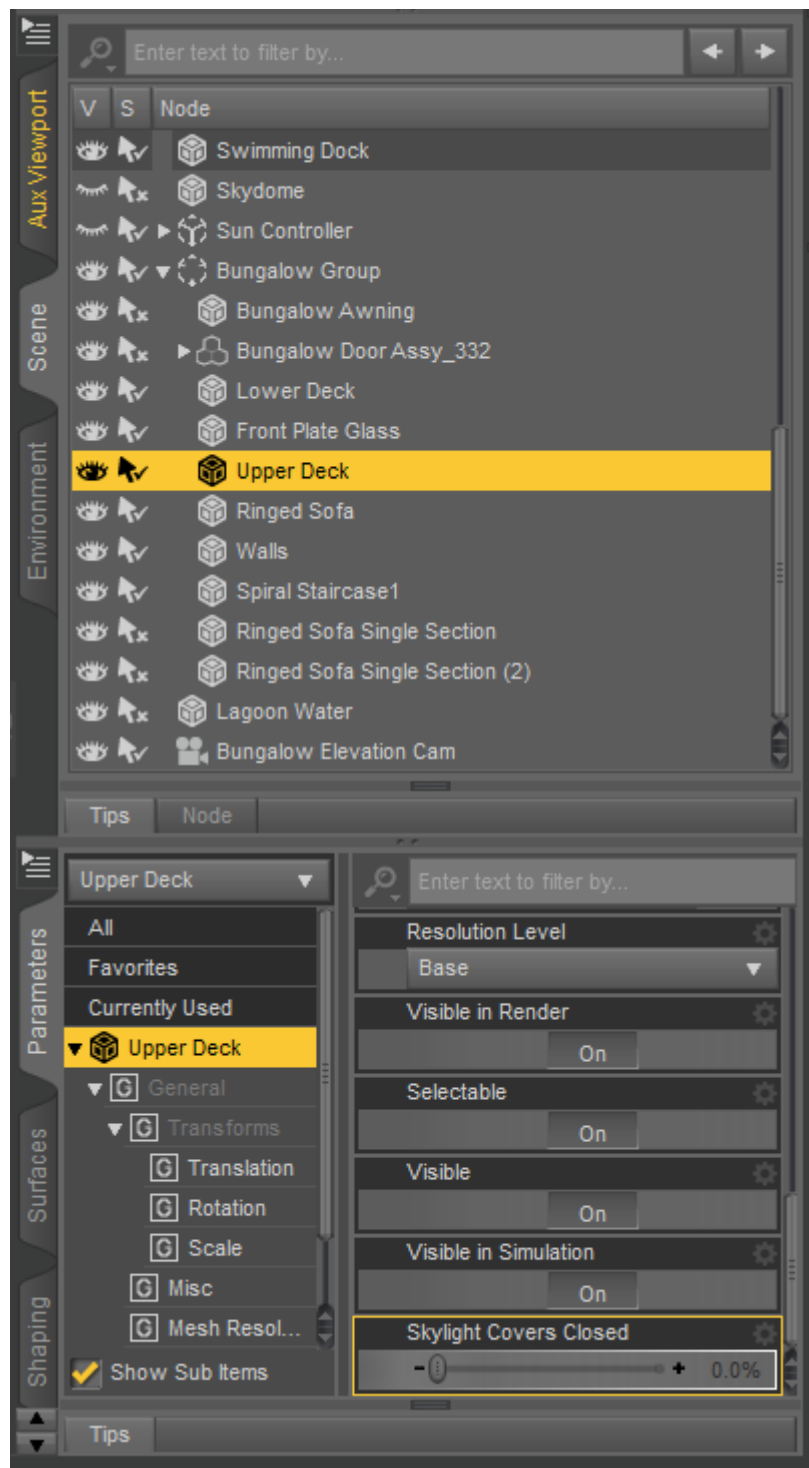 Aux Viewport
Scene
Environment
Enter text to filter by...
V S Node
Swimming Dock
Skydome
Sun Controller
Bungalow Group
Bungalow Awning
Bungalow Door Assy_332
Lower Deck
Front Plate Glass
Upper Deck
Ringed Sofa
Walls
Spiral Staircase1
Ringed Sofa Single Section
Ringed Sofa Single Section (2)
Lagoon Water
Bungalow Elevation Cam
Tips Node
Parameters
Surfaces
Shaping
Upper Deck
All
Favorites
Currently Used
Upper Deck
G General
G Transforms
G Translation
G Rotation
G Scale
G Misc
G Mesh Resol...
Show Sub Items
Enter text to filter by...
Resolution Level
Base
Visible in Render
On
Selectable
On
Visible
On
Visible in Simulation
On
Skylight Covers Closed
- + 0.0%
Tips